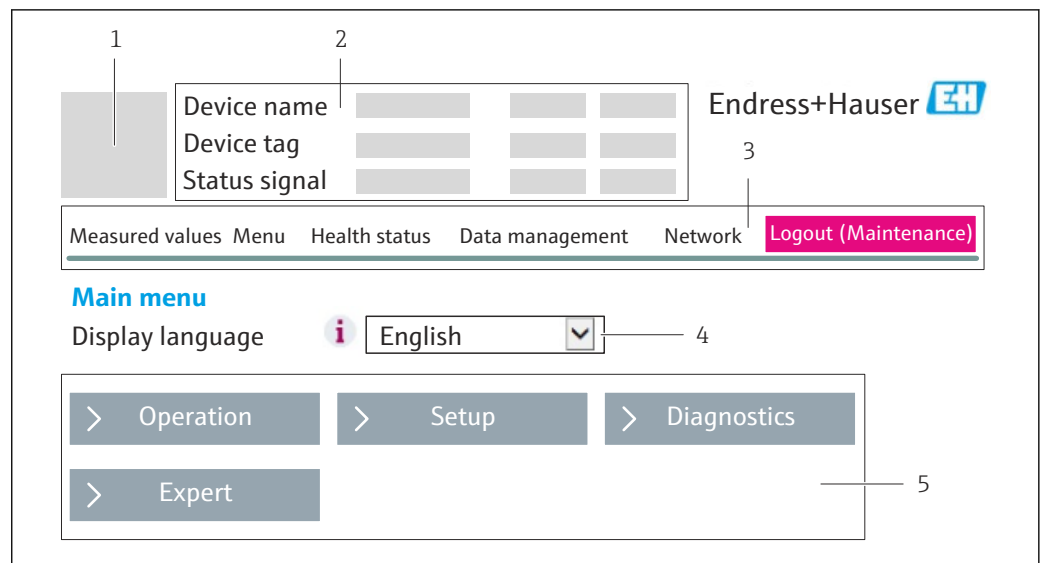 1
2
Device name
Endress+Hauser EH
Device tag
3
Status signal
Measured values Menu Health status Data management Network Logout (Maintenance)
Main menu
Display language i English
4
> Operation > Setup > Diagnostics
> Expert
5